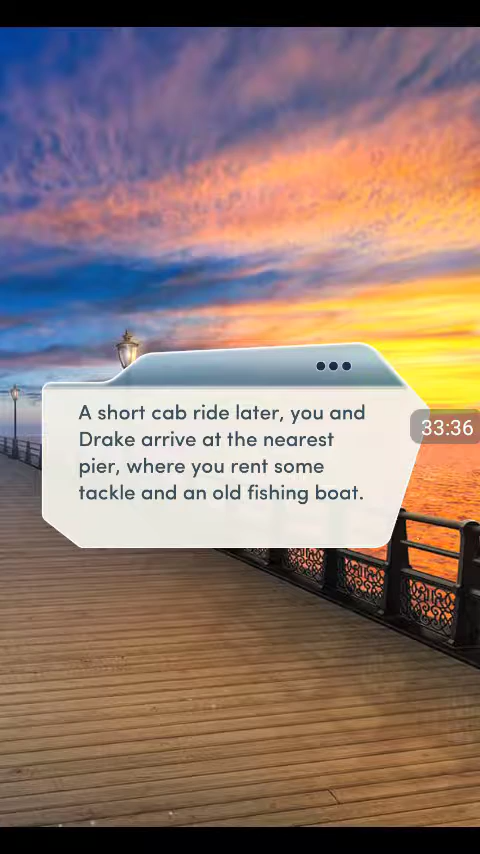 A short cab ride later, you and
Drake arrive at the nearest
pier, where you rent some
tackle and an old fishing boat.
33:36